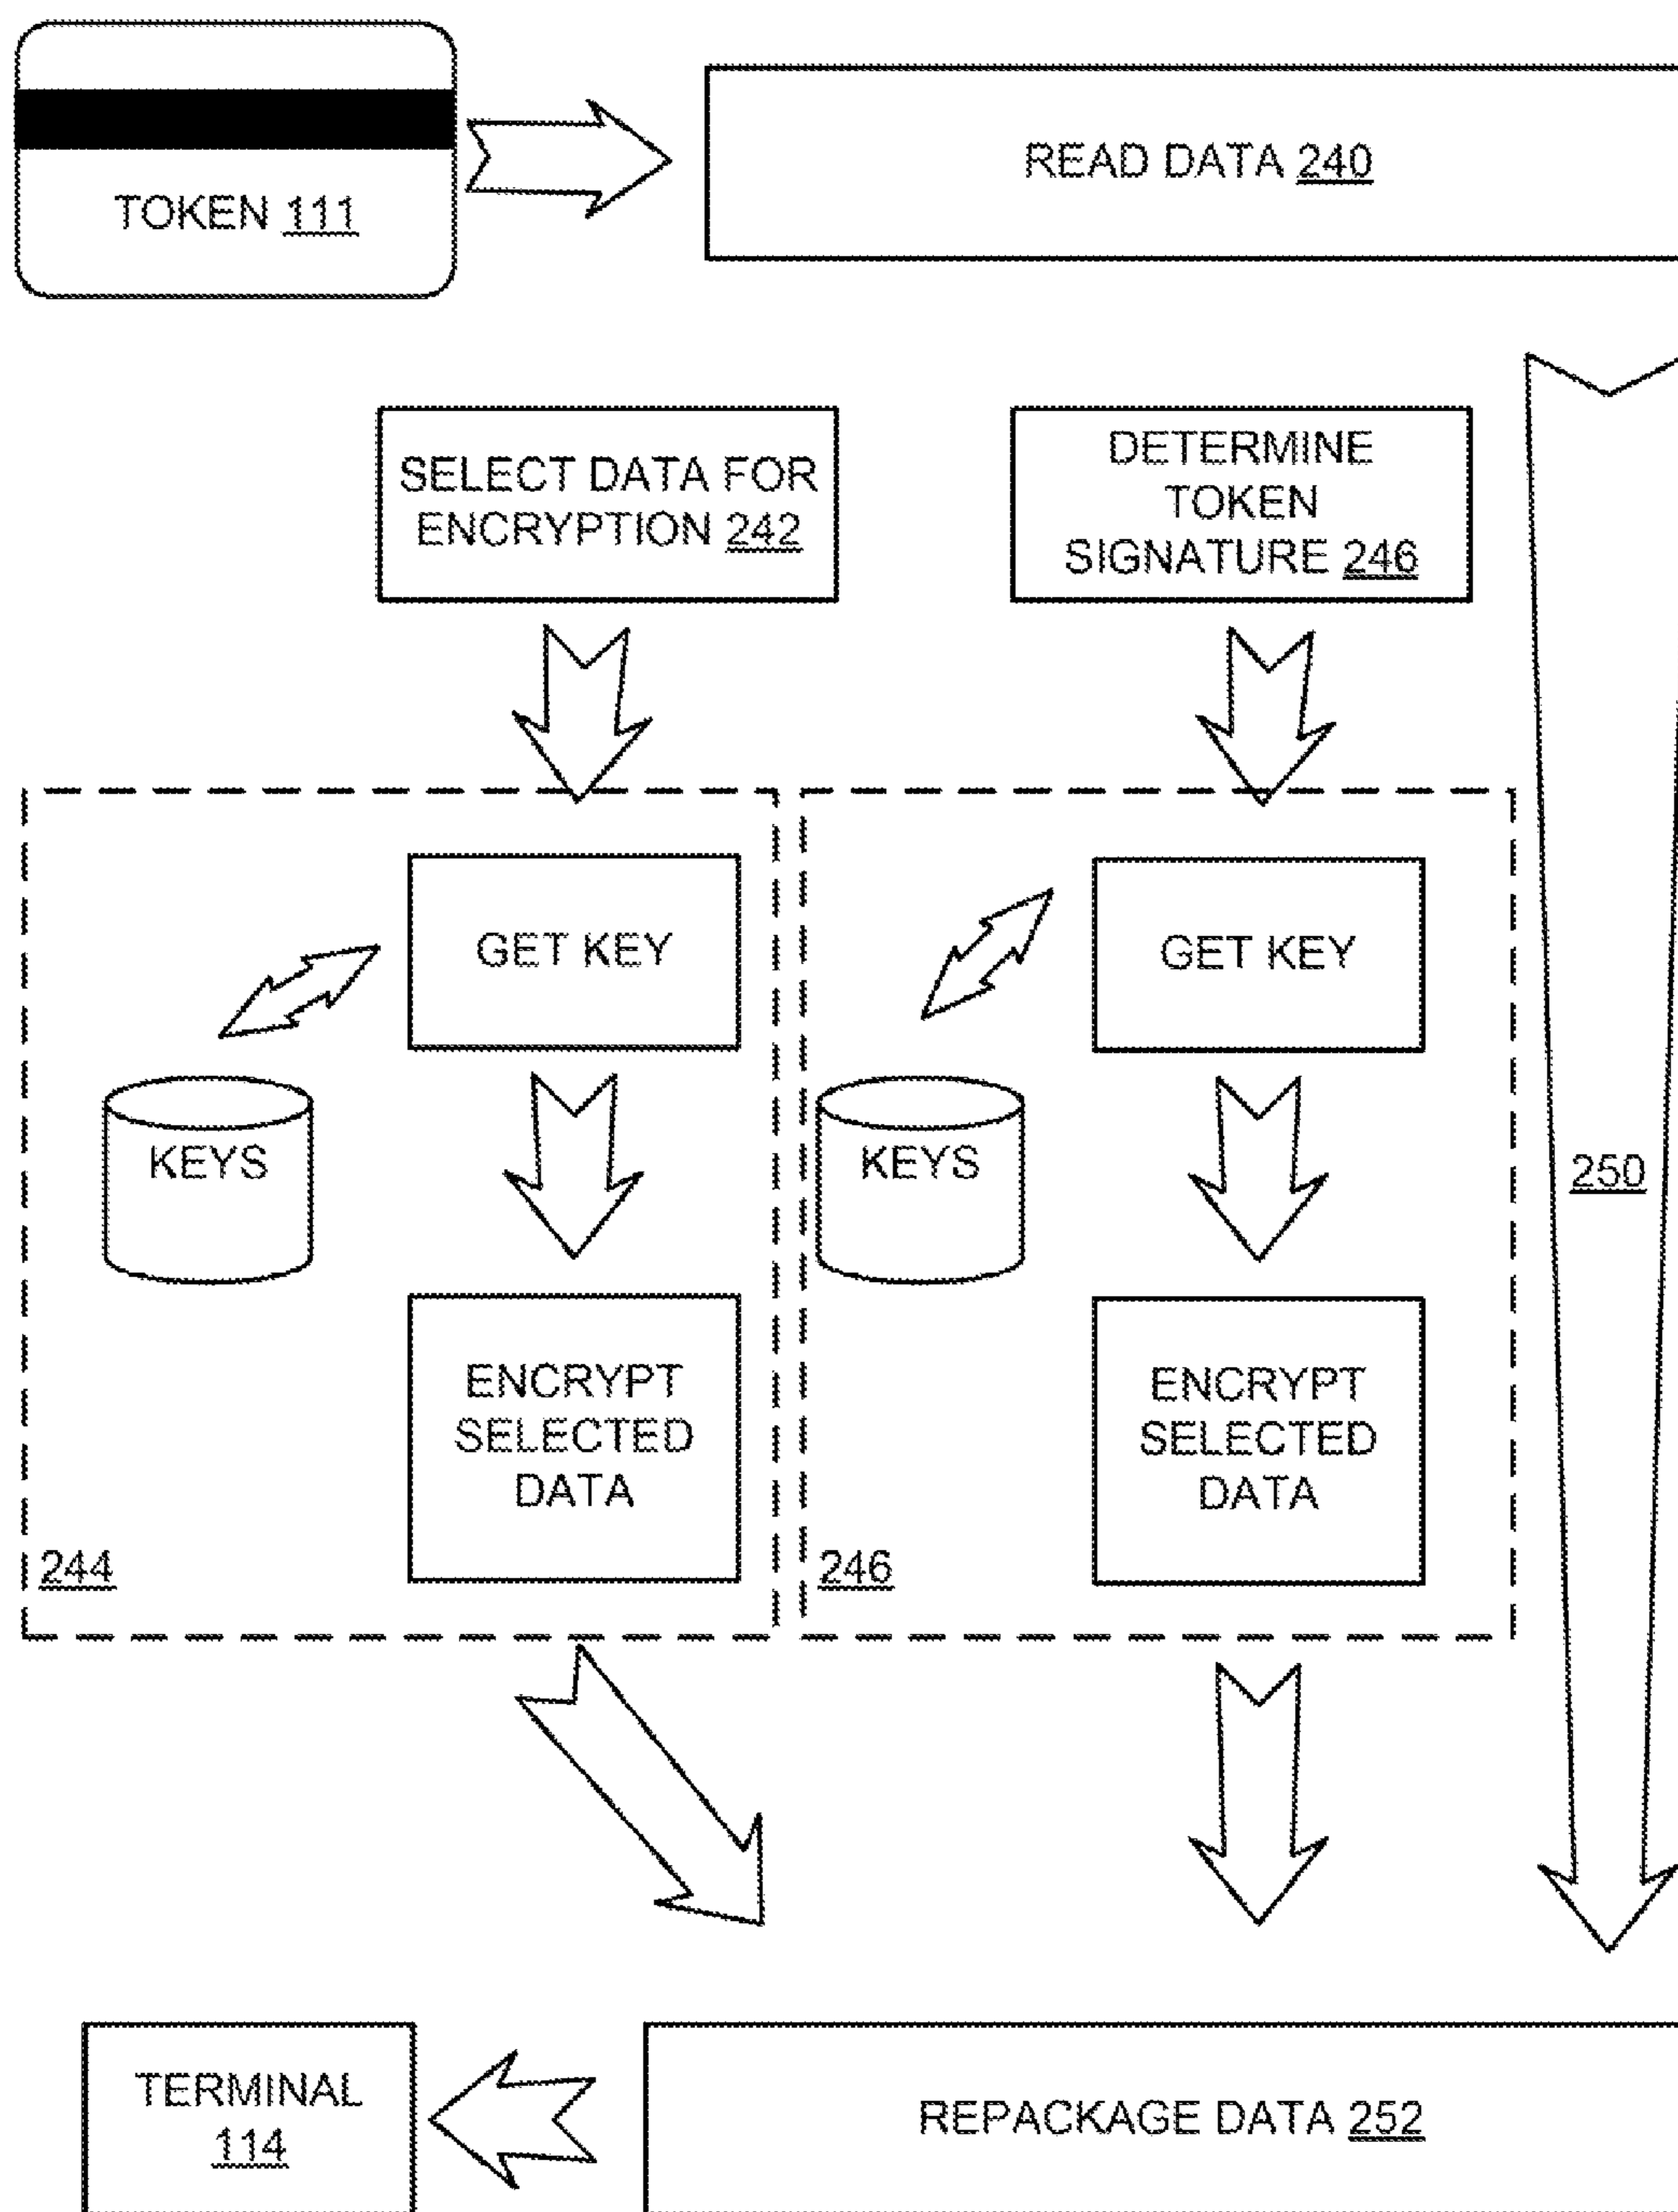 TOKEN 111
READ DATA 240
SELECT DATA FOR
ENCRYPTION 242
DETERMINE
TOKEN
SIGNATURE 246
GET KEY
KEYS
ENCRYPT
SELECTED
DATA
244
GET KEY
KEYS
ENCRYPT
SELECTED
DATA
246
250
TERMINAL
114
REPACKAGE DATA 252